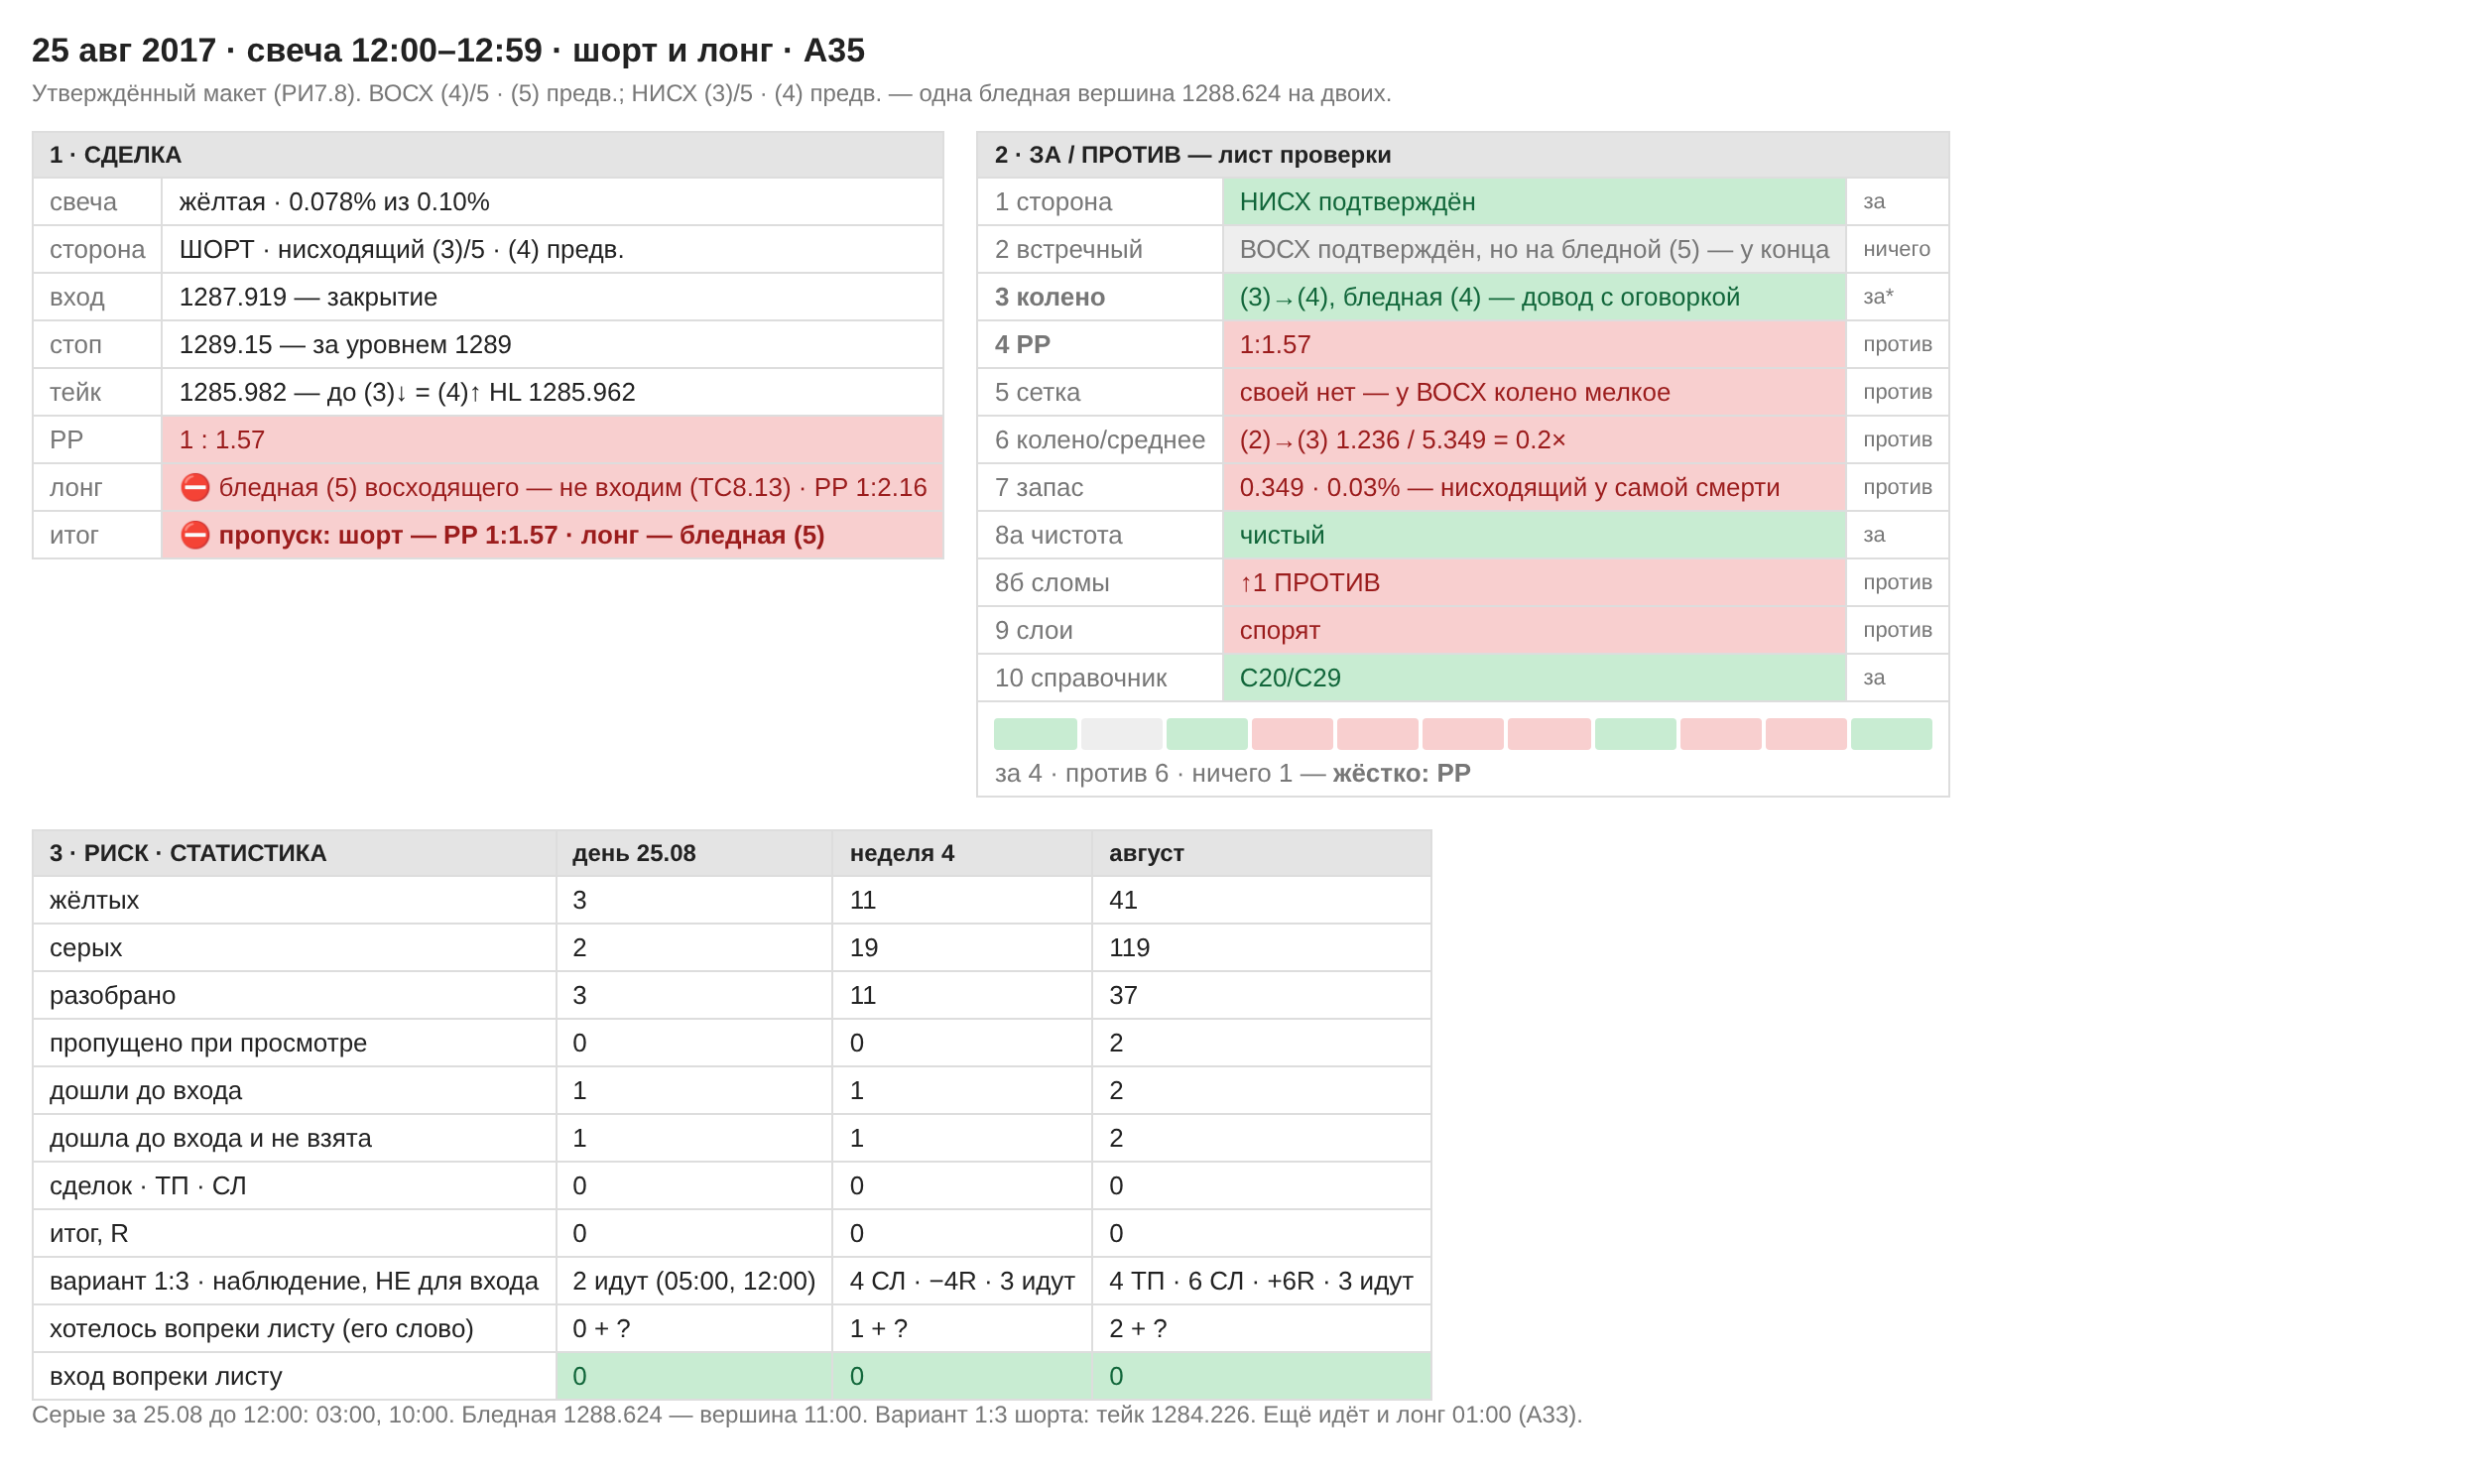 25 авг 2017 · свеча 12:00–12:59 · шорт и лонг · А35
Утверждённый макет (РИ7.8). ВОСХ (4)/5 · (5) предв.; НИСХ (3)/5 · (4) предв. — одна бледная вершина 1288.624 на двоих.
1 · СДЕЛКА
свеча жёлтая · 0.078% из 0.10%
сторона ШОРТ · нисходящий (3)/5 · (4) предв.
вход 1287.919 — закрытие
стоп 1289.15 — за уровнем 1289
тейк 1285.982 — до (3)↓ = (4)↑ HL 1285.962
РР 1 : 1.57
лонг ⛔ бледная (5) восходящего — не входим (ТС8.13) · РР 1:2.16
итог ⛔ пропуск: шорт — РР 1:1.57 · лонг — бледная (5)
2 · ЗА / ПРОТИВ — лист проверки
1 сторона НИСХ подтверждён за
2 встречный ВОСХ подтверждён, но на бледной (5) — у конца ничего
3 колено (3)→(4), бледная (4) — довод с оговоркой за*
4 РР 1:1.57 против
5 сетка своей нет — у ВОСХ колено мелкое против
6 колено/среднее (2)→(3) 1.236 / 5.349 = 0.2× против
7 запас 0.349 · 0.03% — нисходящий у самой смерти против
8а чистота чистый за
8б сломы ↑1 ПРОТИВ против
9 слои спорят против
10 справочник С20/С29 за
за 4 · против 6 · ничего 1 — жёстко: РР
3 · РИСК · СТАТИСТИКА день 25.08 неделя 4 август
жёлтых 3 11 41
серых 2 19 119
разобрано 3 11 37
пропущено при просмотре 0 0 2
дошли до входа 1 1 2
дошла до входа и не взята 1 1 2
сделок · ТП · СЛ 0 0 0
итог, R 0 0 0
вариант 1:3 · наблюдение, НЕ для входа 2 идут (05:00, 12:00) 4 СЛ · −4R · 3 идут 4 ТП · 6 СЛ · +6R · 3 идут
хотелось вопреки листу (его слово) 0 + ? 1 + ? 2 + ?
вход вопреки листу 0 0 0
Серые за 25.08 до 12:00: 03:00, 10:00. Бледная 1288.624 — вершина 11:00. Вариант 1:3 шорта: тейк 1284.226. Ещё идёт и лонг 01:00 (А33).